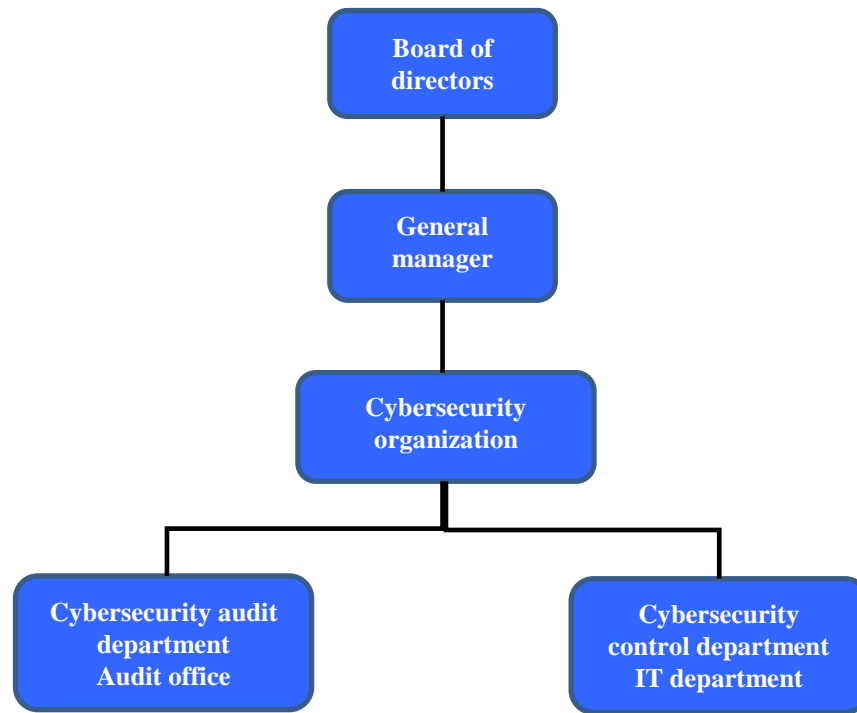 Board of
directors
General
manager
Cybersecurity
organization
Cybersecurity audit
department
Audit office
Cybersecurity
control department
IT department